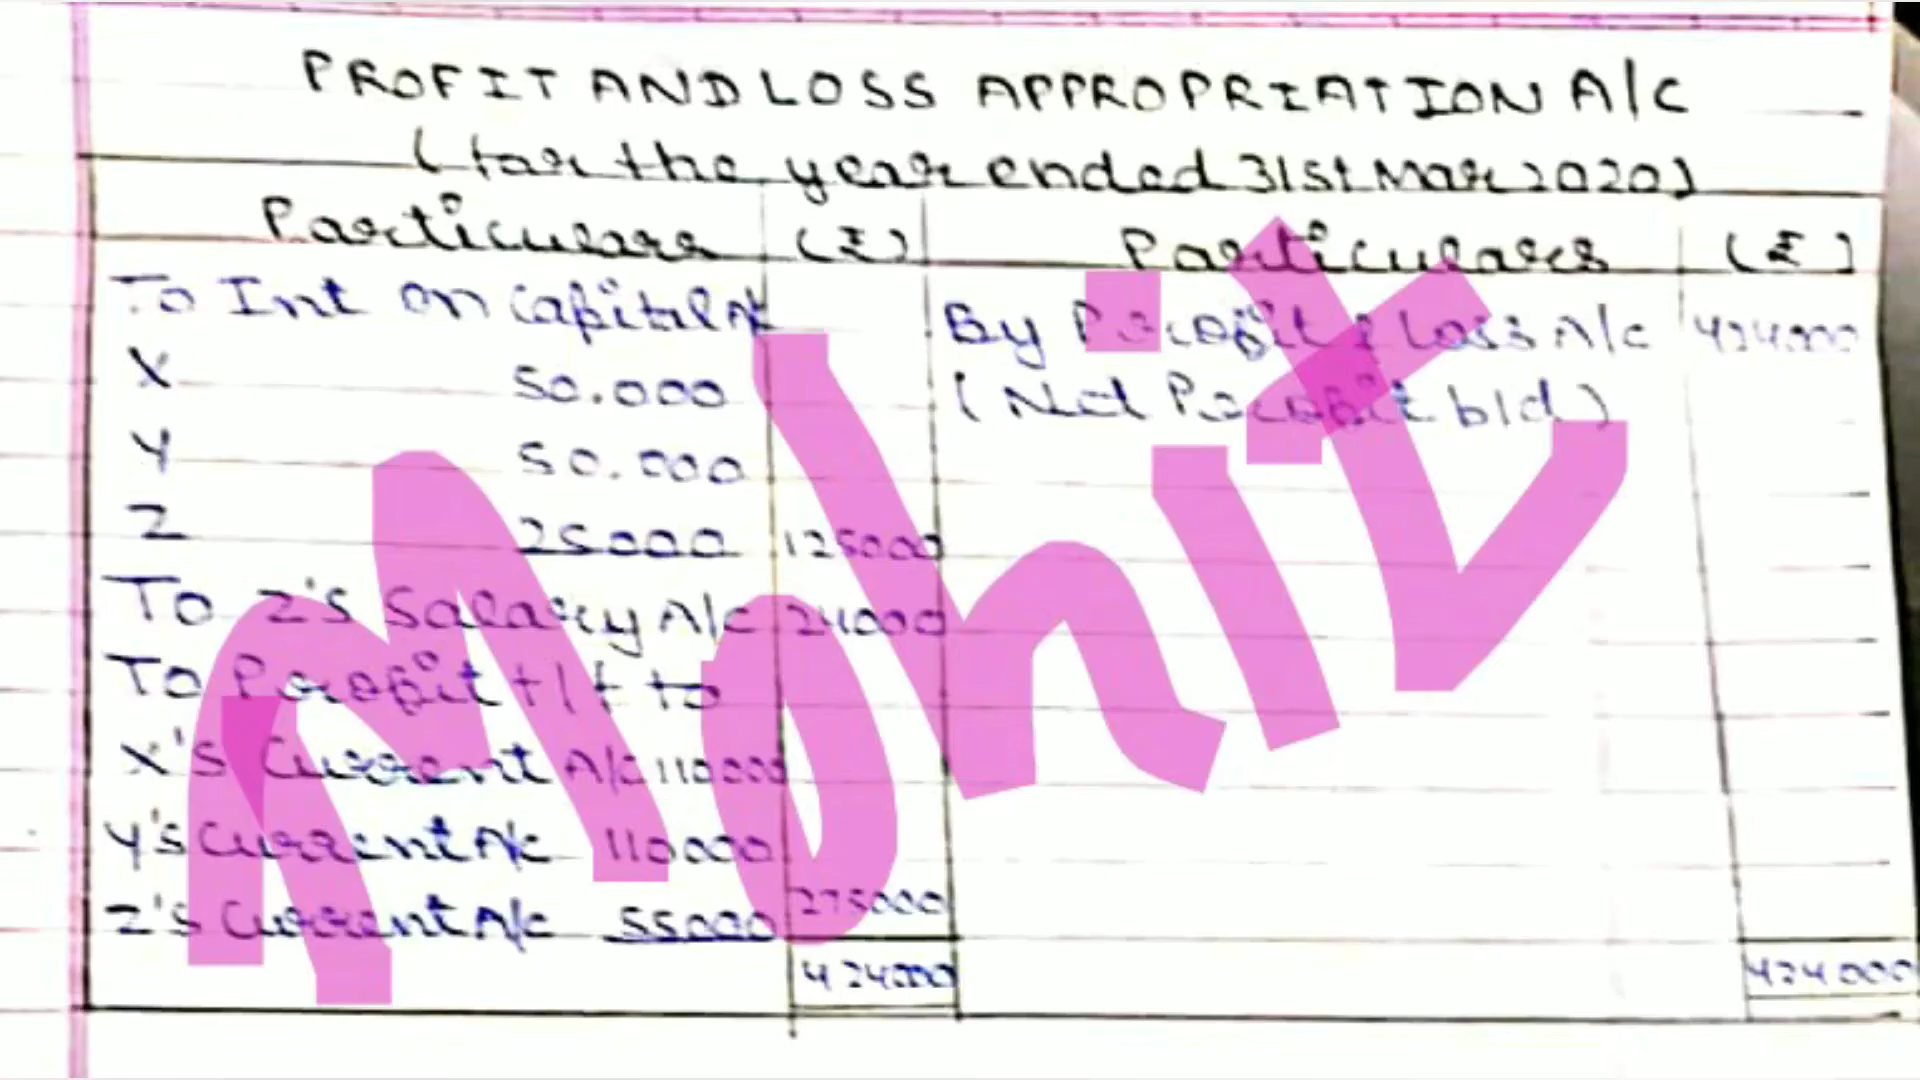 PROFIT AND LOSS APPROPRIATION A/C
(for the year ended 31st Mar 2020)
Particulars (₹) Particulars (₹)
To Int on Capital A/c By Profit & Loss A/c 424000
X 50.000 (Net Profit b/d)
Y 50.000
Z 25000 125000
To Z's Salary A/c 24000
To Profit t/f to
X's Current A/c 110000
Y's Current A/c 110000
Z's Current A/c 55000 275000
424000 424000
Mohit